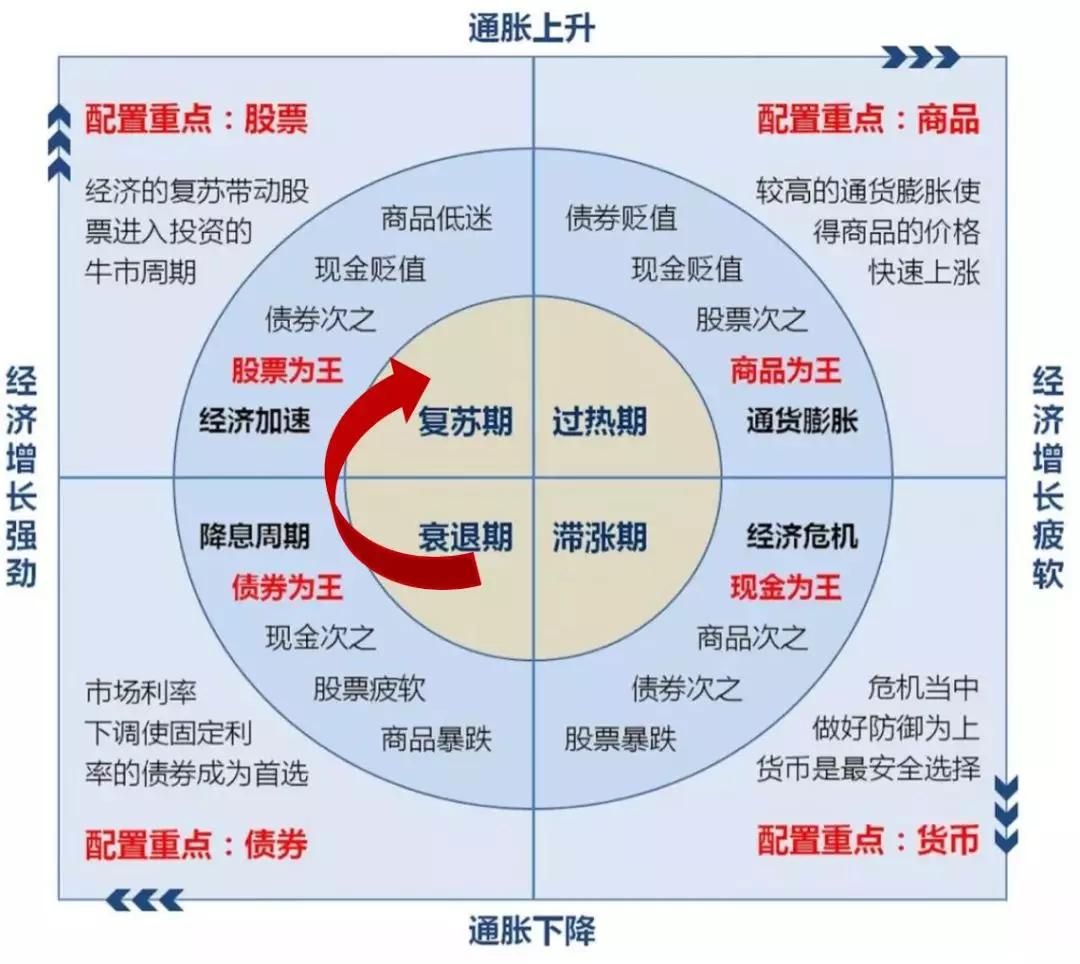 通胀上升
配置重点：股票
经济的复苏带动股
票进入投资的
牛市周期
配置重点：商品
较高的通货膨胀使
得商品的价格
快速上涨
商品低迷
现金贬值
债券次之
股票为王
经济加速
复苏期
债券贬值
现金贬值
股票次之
商品为王
通货膨胀
过热期
经济增长强劲
经济增长疲软
降息周期
债券为王
现金次之
股票疲软
商品暴跌
衰退期
滞涨期
经济危机
现金为王
商品次之
债券次之
股票暴跌
市场利率
下调使固定利
率的债券成为首选
配置重点：债券
危机当中
做好防御为上
货币是最安全选择
配置重点：货币
通胀下降